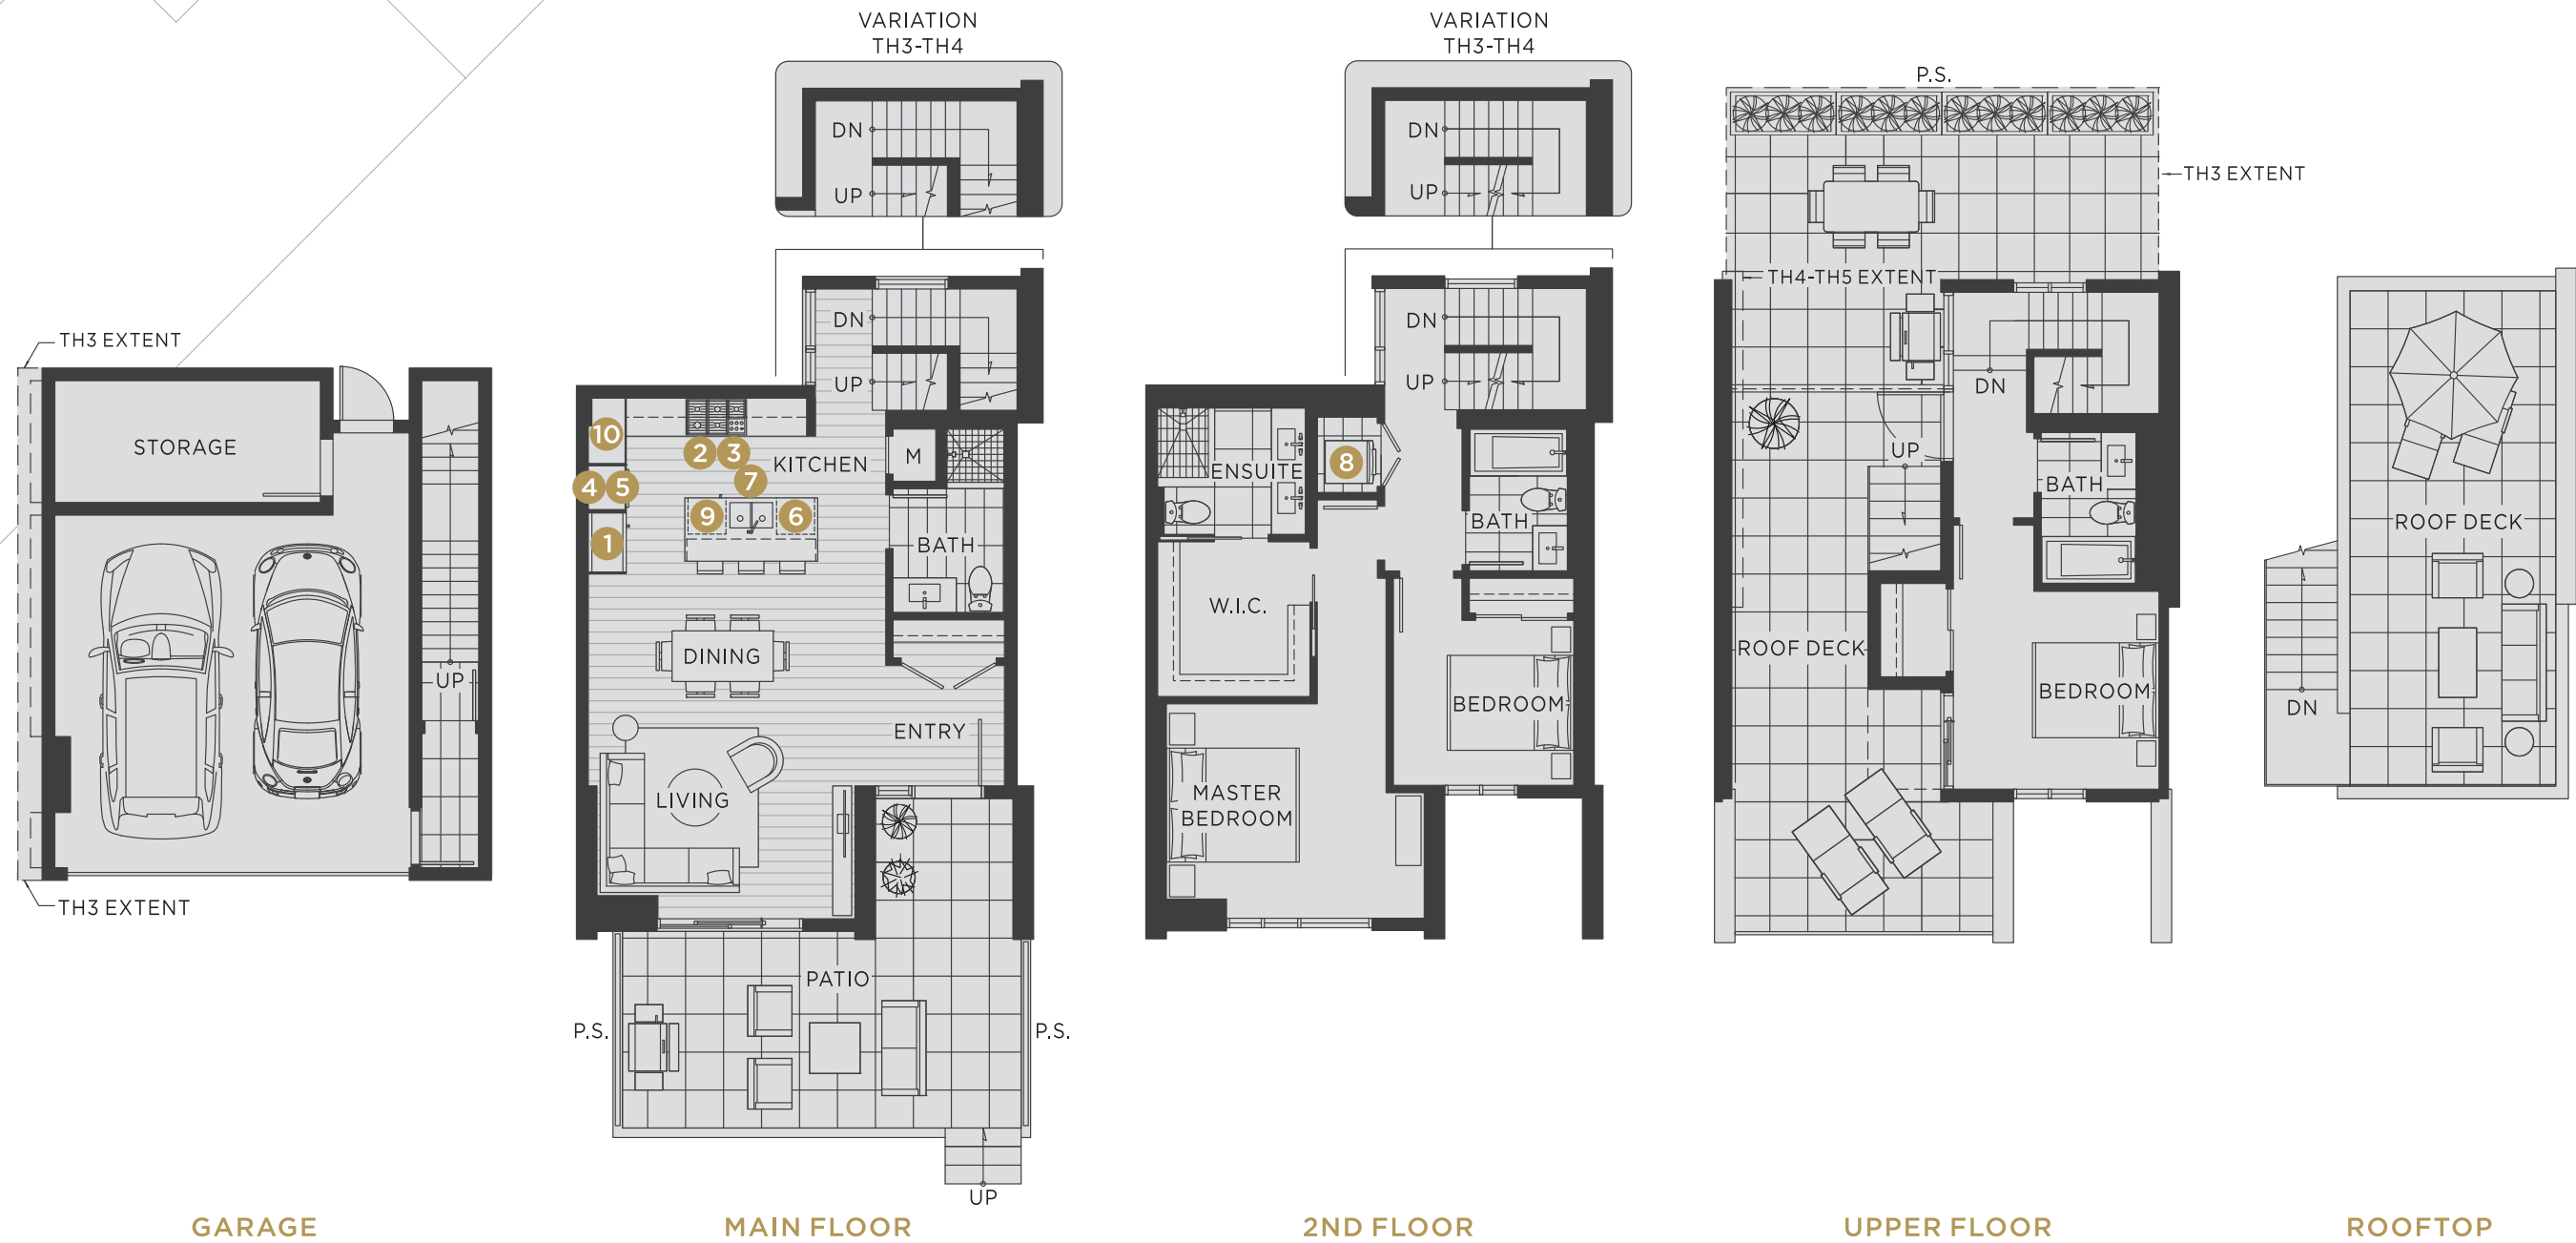 VARIATION
TH3-TH4
DN
UP
VARIATION
TH3-TH4
DN
UP
TH3 EXTENT
STORAGE
UP
TH3 EXTENT
GARAGE
DN
UP
10
2
3
KITCHEN
M
4
5
7
9
6
1
BATH
DINING
ENTRY
LIVING
PATIO
P.S.
P.S.
UP
MAIN FLOOR
DN
UP
ENSUITE
8
BATH
W.I.C.
BEDROOM
MASTER
BEDROOM
2ND FLOOR
P.S.
TH3 EXTENT
TH4-TH5 EXTENT
DN
UP
BATH
ROOF DECK
BEDROOM
UPPER FLOOR
ROOF DECK
DN
ROOFTOP